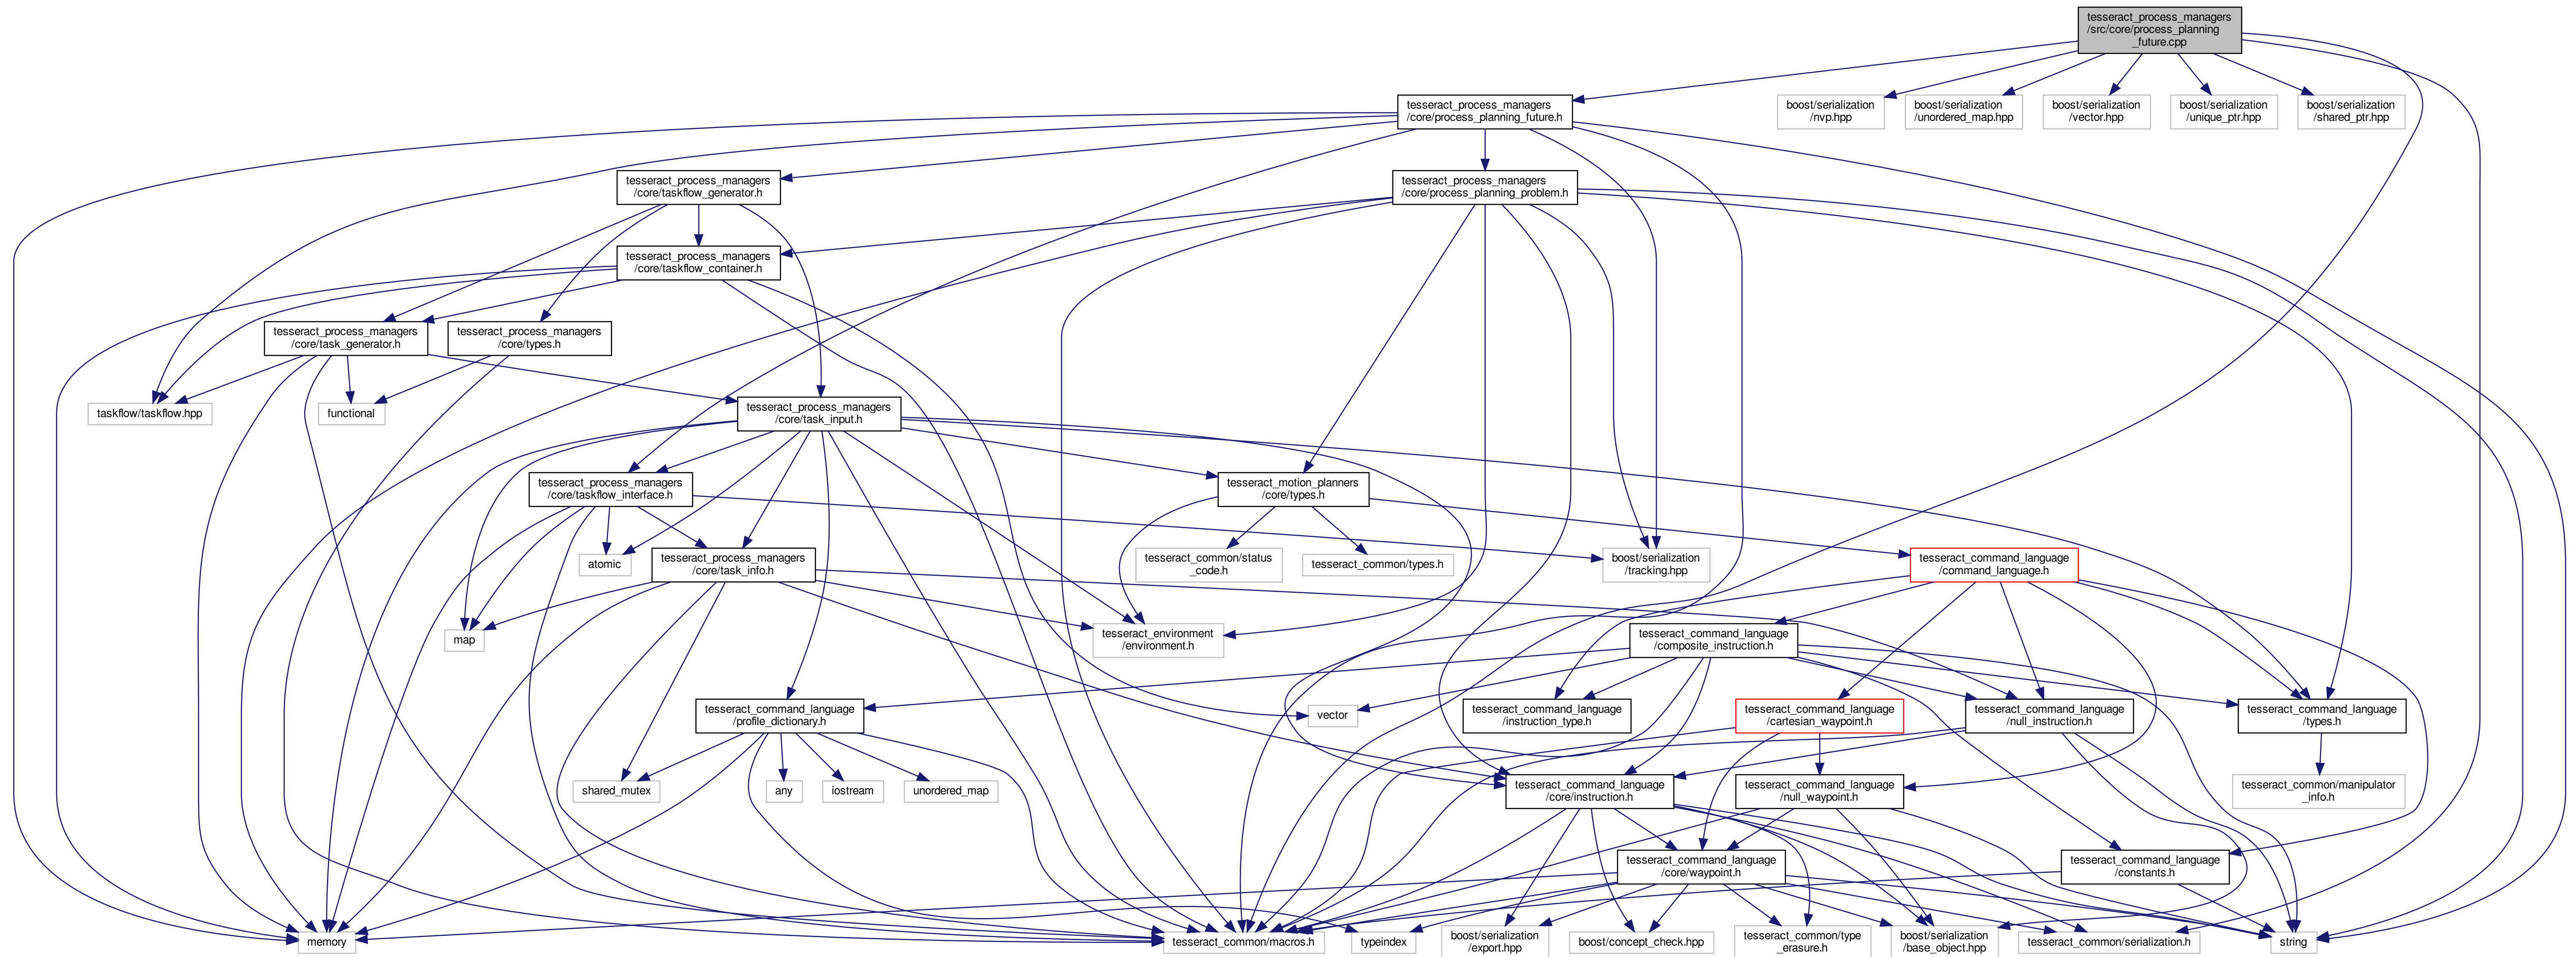 tesseract_process_managers
/src/core/process_planning
_future.cpp
tesseract_process_managers
/core/process_planning_future.h
boost/serialization
/nvp.hpp
boost/serialization
/unordered_map.hpp
boost/serialization
/vector.hpp
boost/serialization
/unique_ptr.hpp
boost/serialization
/shared_ptr.hpp
tesseract_process_managers
/core/taskflow_generator.h
tesseract_process_managers
/core/process_planning_problem.h
tesseract_process_managers
/core/taskflow_container.h
tesseract_process_managers
/core/task_generator.h
tesseract_process_managers
/core/types.h
taskflow/taskflow.hpp
functional
tesseract_process_managers
/core/task_input.h
tesseract_process_managers
/core/taskflow_interface.h
tesseract_motion_planners
/core/types.h
atomic
tesseract_process_managers
/core/task_info.h
tesseract_common/status
_code.h
tesseract_common/types.h
boost/serialization
/tracking.hpp
tesseract_command_language
/command_language.h
map
tesseract_environment
/environment.h
tesseract_command_language
/composite_instruction.h
tesseract_command_language
/profile_dictionary.h
vector
tesseract_command_language
/instruction_type.h
tesseract_command_language
/cartesian_waypoint.h
tesseract_command_language
/null_instruction.h
tesseract_command_language
/types.h
shared_mutex
any
iostream
unordered_map
tesseract_command_language
/core/instruction.h
tesseract_command_language
/null_waypoint.h
tesseract_common/manipulator
_info.h
tesseract_command_language
/core/waypoint.h
tesseract_command_language
/constants.h
memory
tesseract_common/macros.h
typeindex
boost/serialization
/export.hpp
boost/concept_check.hpp
tesseract_common/type
_erasure.h
boost/serialization
/base_object.hpp
tesseract_common/serialization.h
string